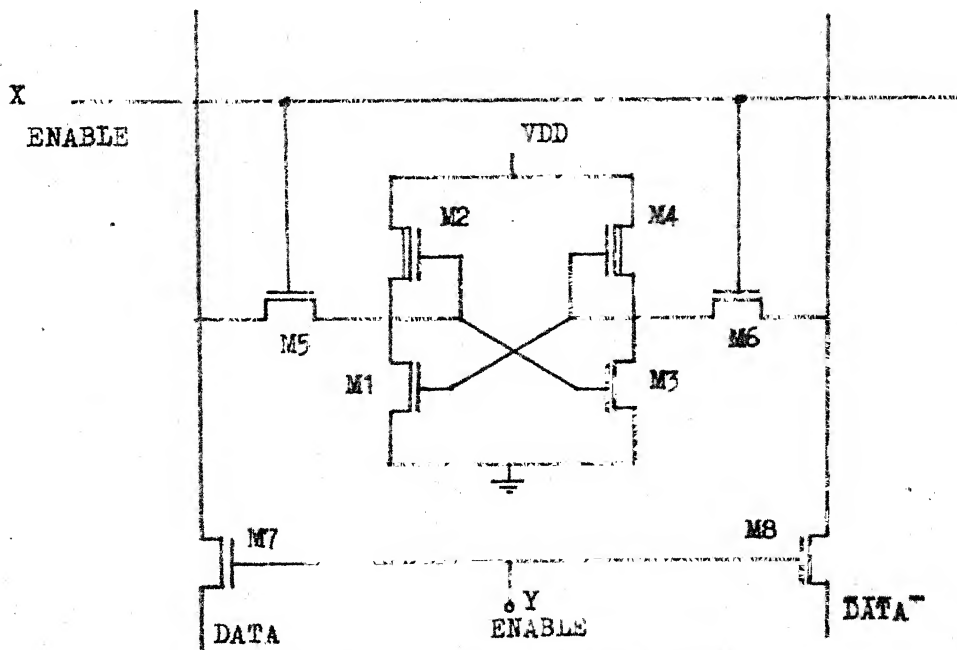 X
ENABLE
VDD
M2
M4
M5
M6
M1
M3
M7
M8
Y
ENABLE
DATA
DATA¯